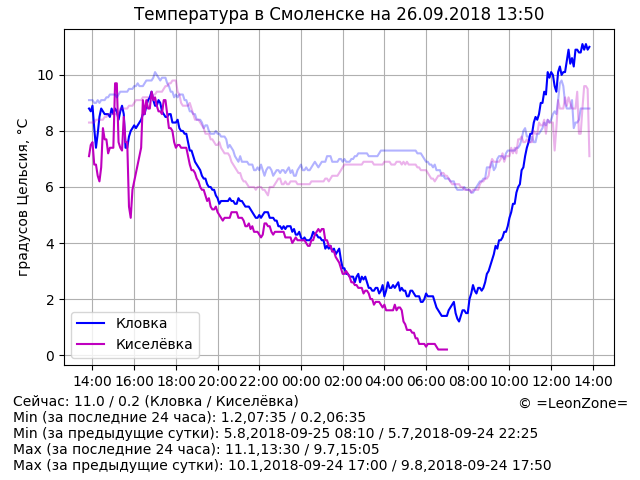 Температура в Смоленске на 26.09.2018 13:50
градусов Цельсия, °C
10
8
6
4
2
0
Кловка
Киселёвка
14:00 16:00 18:00 20:00 22:00 00:00 02:00 04:00 06:00 08:00 10:00 12:00 14:00
Сейчас: 11.0 / 0.2 (Кловка / Киселёвка)
© =LeonZone=
Min (за последние 24 часа): 1.2,07:35 / 0.2,06:35
Min (за предыдущие сутки): 5.8,2018-09-25 08:10 / 5.7,2018-09-24 22:25
Max (за последние 24 часа): 11.1,13:30 / 9.7,15:05
Max (за предыдущие сутки): 10.1,2018-09-24 17:00 / 9.8,2018-09-24 17:50